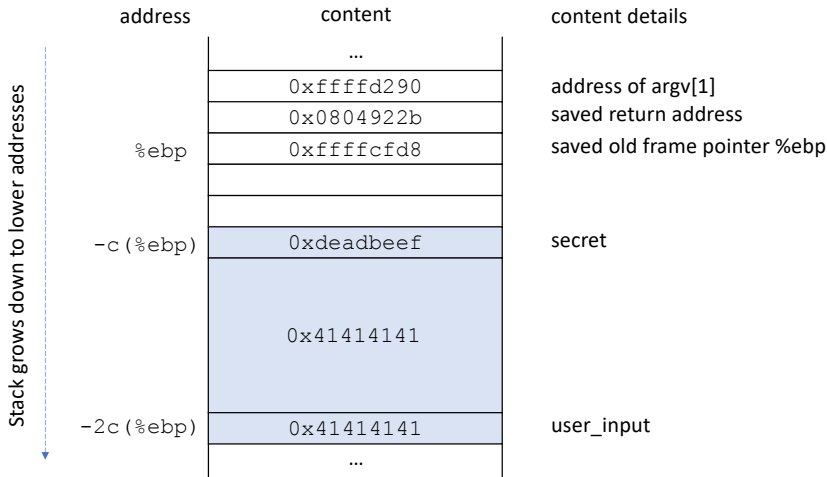 address content content details
...
0xffffd290 address of argv[1]
0x0804922b saved return address
%ebp 0xffffcfd8 saved old frame pointer %ebp
-c(%ebp) 0xdeadbeef secret
0x41414141
-2c(%ebp) 0x41414141 user_input
...
Stack grows down to lower addresses